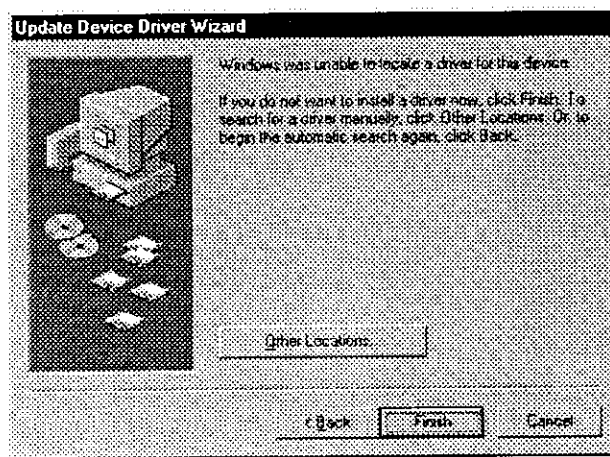 Update Device Driver Wizard
Windows was unable to locate a driver for this device.
If you do not want to install a driver now, click Finish. To
search for a driver manually, click Other Locations. Or, to
begin the automatic search again, click Back.
Other Locations...
< Back
Finish
Cancel